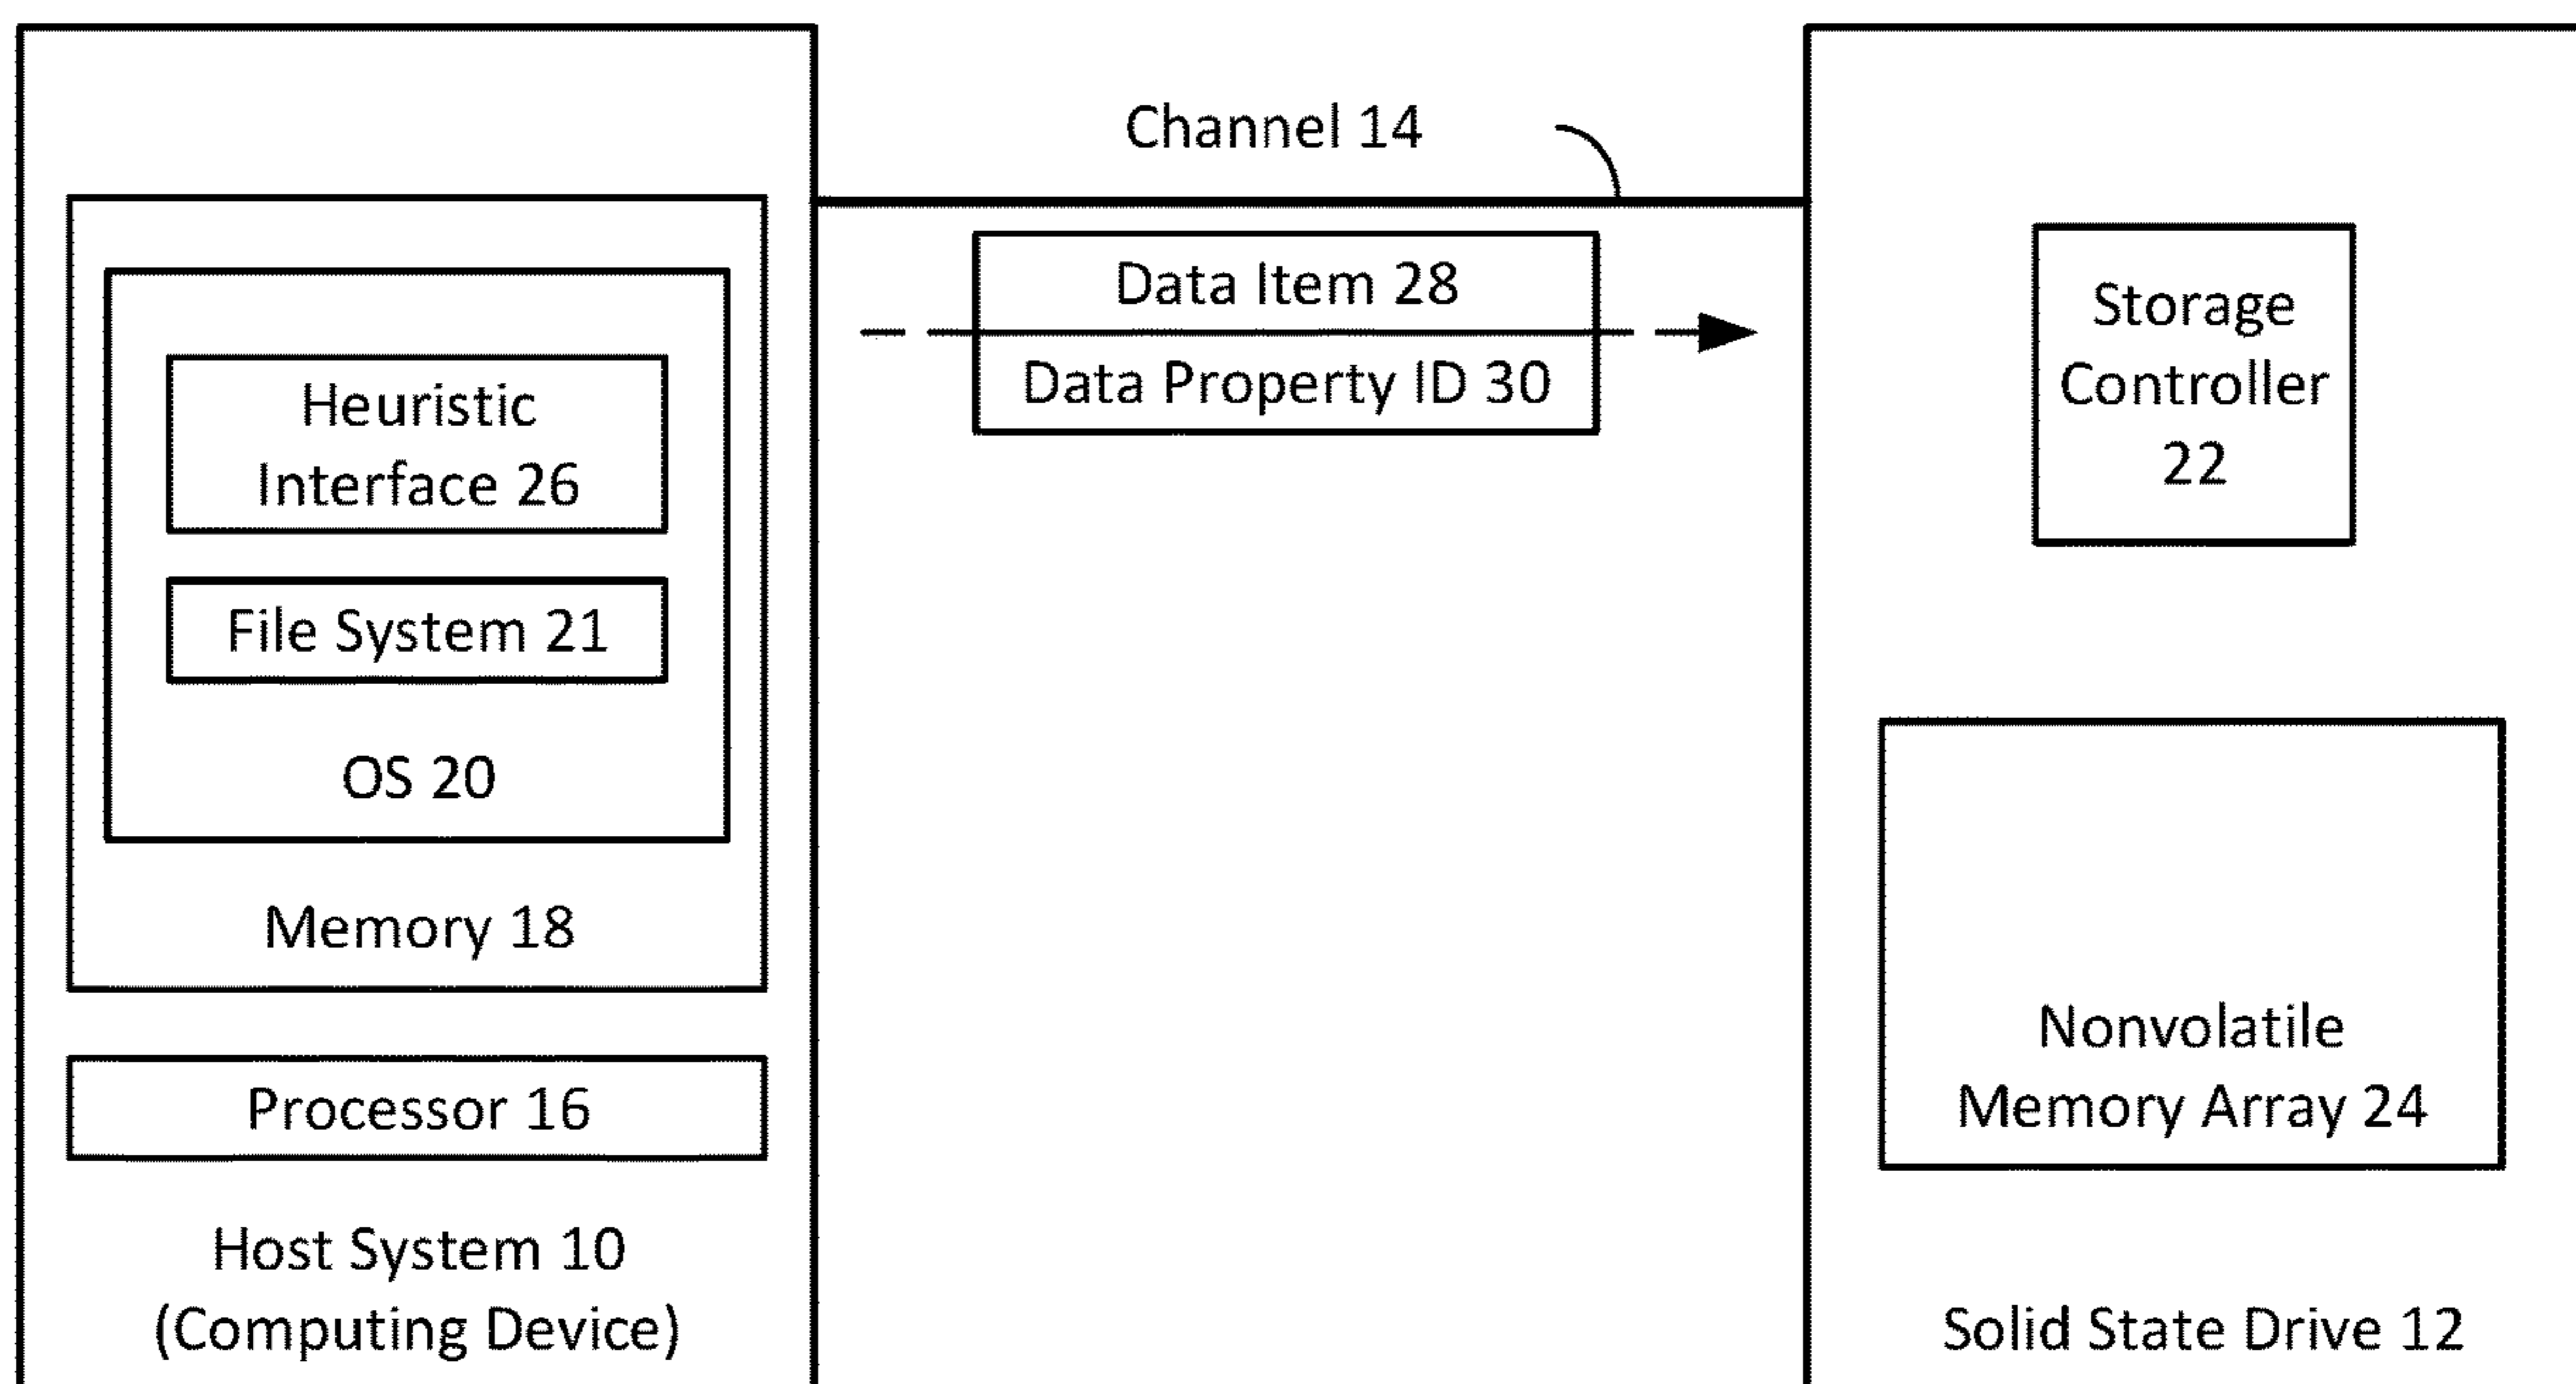 Channel 14
Data Item 28
Data Property ID 30
Heuristic
Interface 26
File System 21
OS 20
Memory 18
Processor 16
Host System 10
(Computing Device)
Storage
Controller
22
Nonvolatile
Memory Array 24
Solid State Drive 12